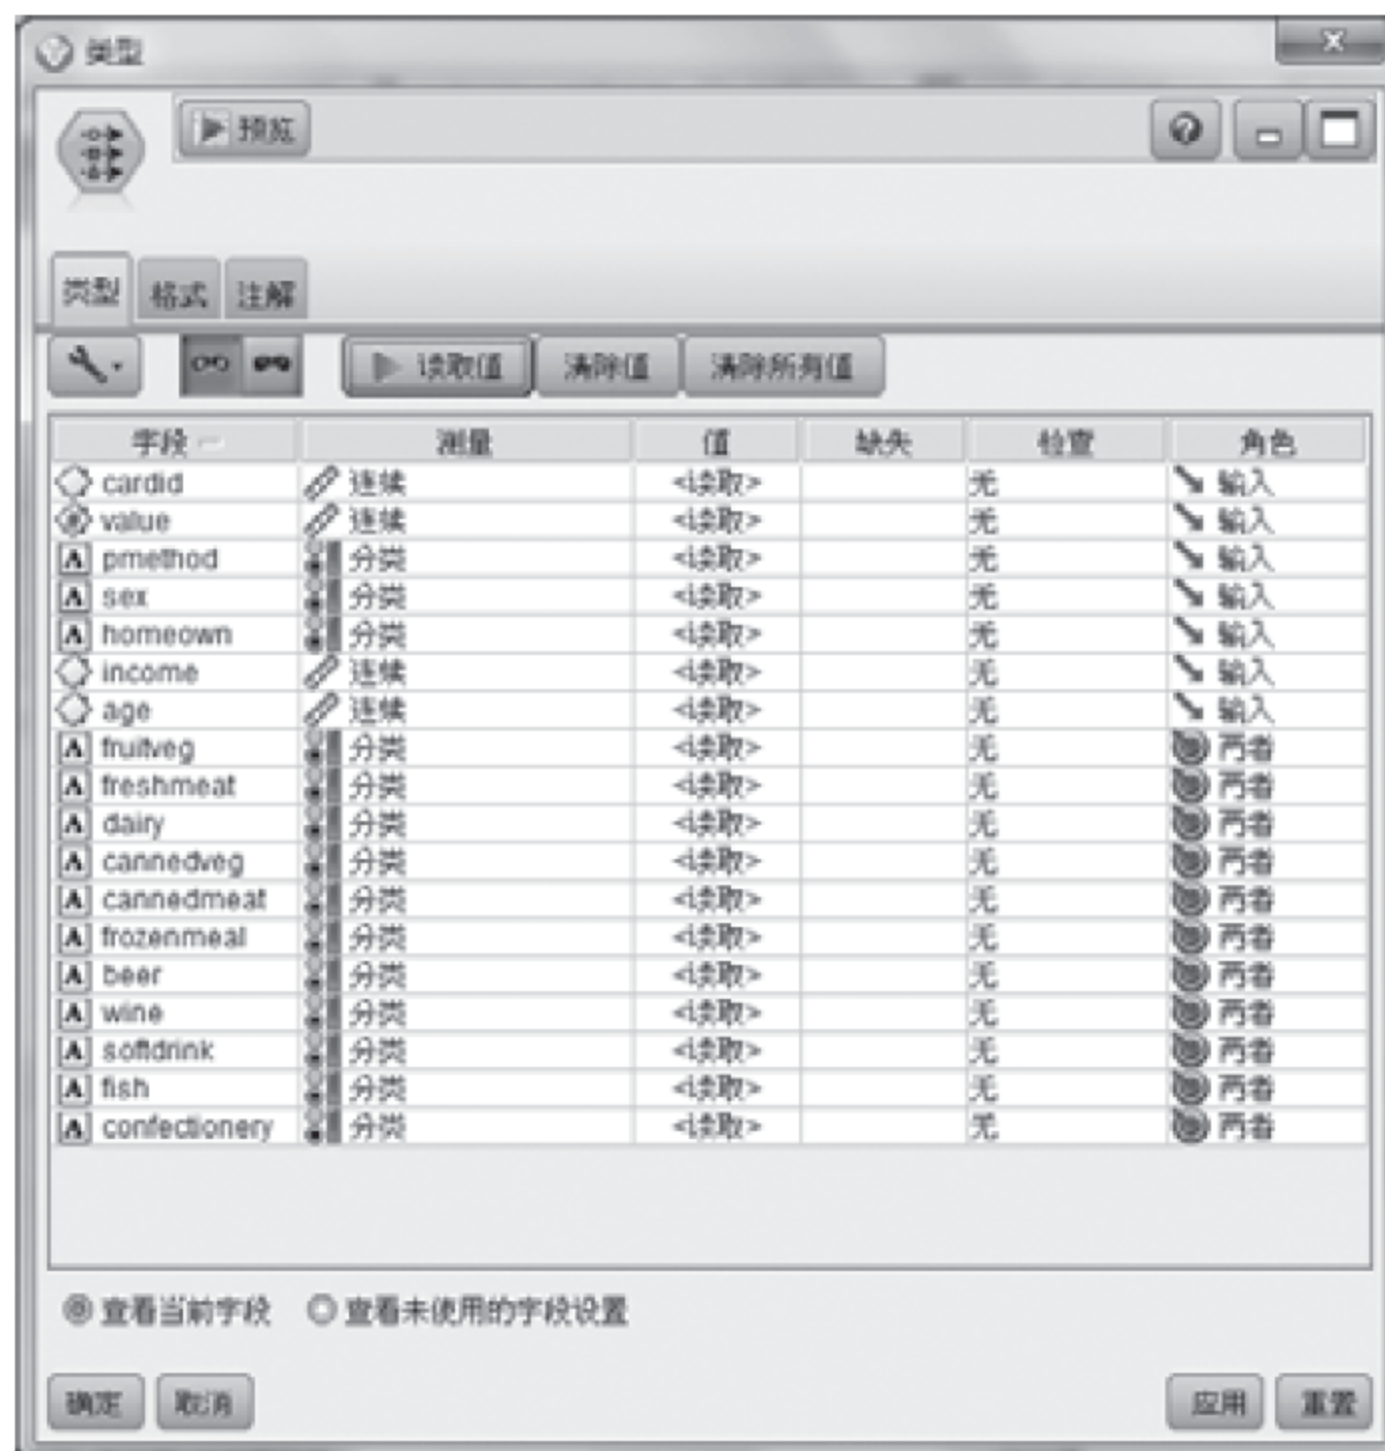 类型
预览
类型 格式 注解
读取值 清除值 清除所有值
字段 测量 值 缺失 检查 角色
cardid 连续 <读取> 无 输入
value 连续 <读取> 无 输入
A pmethod 分类 <读取> 无 输入
A sex 分类 <读取> 无 输入
A homeown 分类 <读取> 无 输入
income 连续 <读取> 无 输入
age 连续 <读取> 无 输入
A fruitveg 分类 <读取> 无 两者
A freshmeat 分类 <读取> 无 两者
A dairy 分类 <读取> 无 两者
A cannedveg 分类 <读取> 无 两者
A cannedmeat 分类 <读取> 无 两者
A frozenmeal 分类 <读取> 无 两者
A beer 分类 <读取> 无 两者
A wine 分类 <读取> 无 两者
A softdrink 分类 <读取> 无 两者
A fish 分类 <读取> 无 两者
A confectionery 分类 <读取> 无 两者
查看当前字段 查看未使用的字段设置
确定 取消 应用 重置